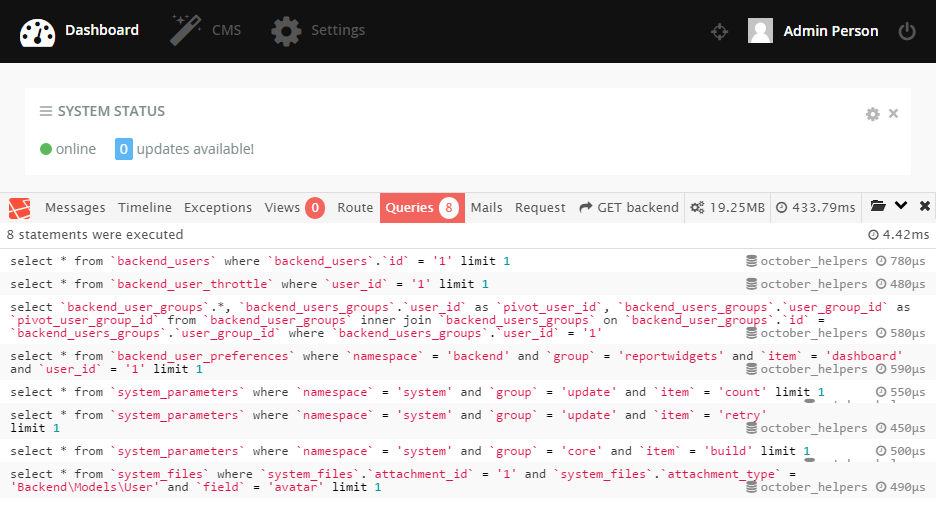 Dashboard CMS Settings Admin Person
SYSTEM STATUS
online 0 updates available!
Messages Timeline Exceptions Views 0 Route Queries 8 Mails Request GET backend 19.25MB 433.79ms
8 statements were executed 4.42ms
select * from `backend_users` where `backend_users`.`id` = '1' limit 1 october_helpers 780μs
select * from `backend_user_throttle` where `user_id` = '1' limit 1 october_helpers 480μs
select `backend_user_groups`.*, `backend_users_groups`.`user_id` as `pivot_user_id`, `backend_users_groups`.`user_group_id` as
`pivot_user_group_id` from `backend_user_groups` inner join `backend_users_groups` on `backend_user_groups`.`id` =
`backend_users_groups`.`user_group_id` where `backend_users_groups`.`user_id` = '1' october_helpers 580μs
select * from `backend_user_preferences` where `namespace` = 'backend' and `group` = 'reportwidgets' and `item` = 'dashboard'
and `user_id` = '1' limit 1 october_helpers 590μs
select * from `system_parameters` where `namespace` = 'system' and `group` = 'update' and `item` = 'count' limit 1 550μs
select * from `system_parameters` where `namespace` = 'system' and `group` = 'update' and `item` = 'retry'
limit 1 october_helpers 450μs
select * from `system_parameters` where `namespace` = 'system' and `group` = 'core' and `item` = 'build' limit 1 500μs
select * from `system_files` where `system_files`.`attachment_id` = '1' and `system_files`.`attachment_type` =
'Backend\Models\User' and `field` = 'avatar' limit 1 october_helpers 490μs